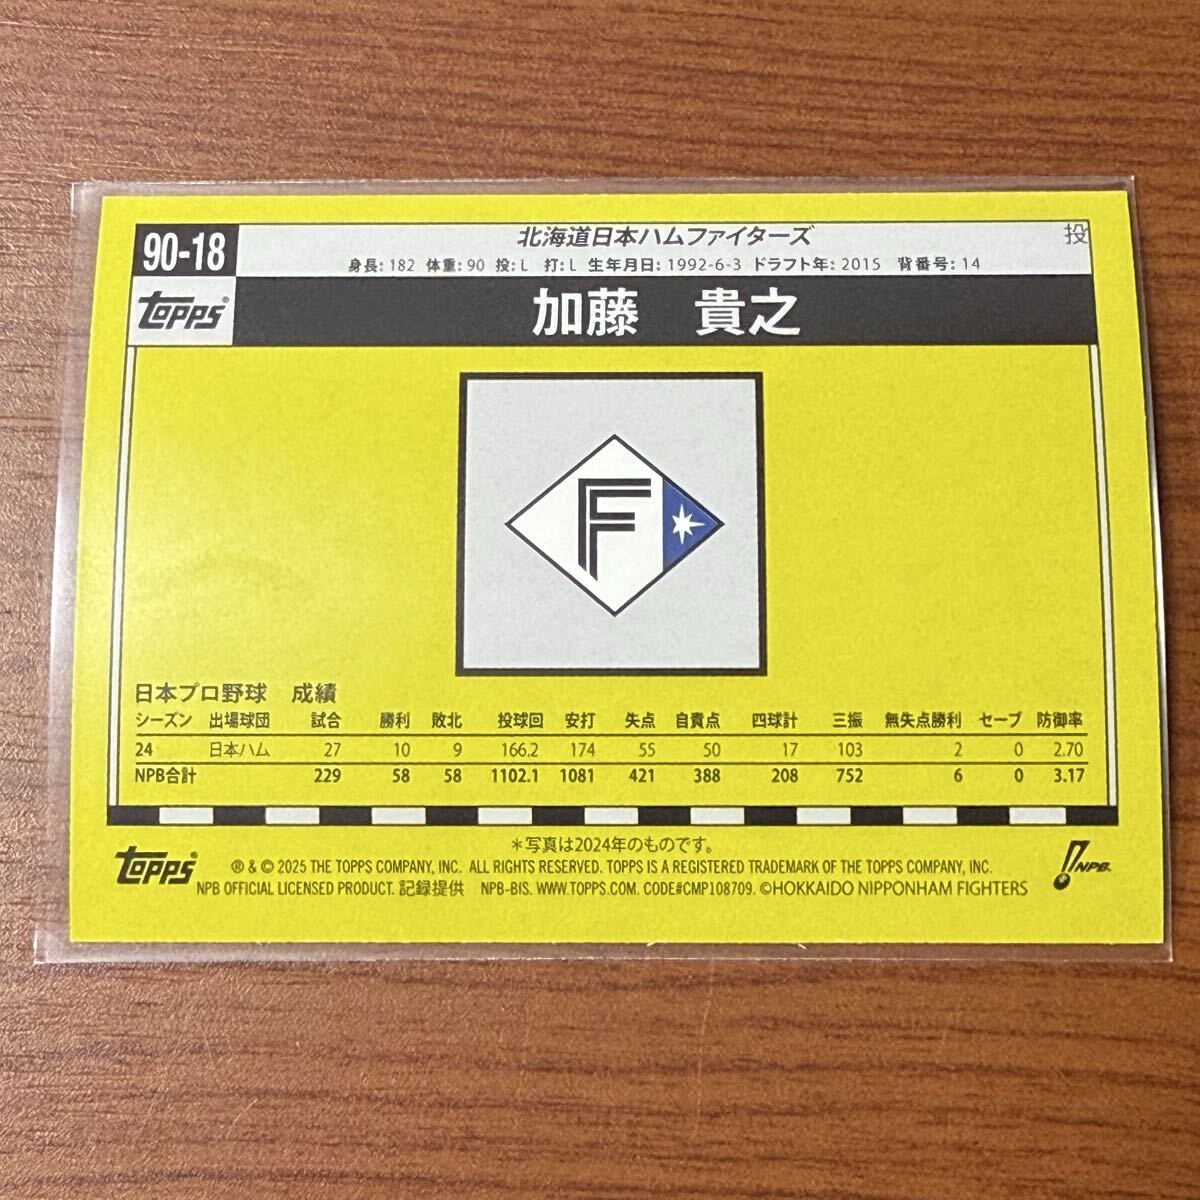 90-18
北海道日本ハムファイターズ 投
身長: 182 体重: 90 投: L 打: L 生年月日: 1992-6-3 ドラフト年: 2015 背番号: 14
TOPPS®
加藤 貴之
F
日本プロ野球 成績
シーズン 出場球団 試合 勝利 敗北 投球回 安打 失点 自責点 四球計 三振 無失点勝利 セーブ 防御率
24 日本ハム 27 10 9 166.2 174 55 50 17 103 2 0 2.70
NPB合計 229 58 58 1102.1 1081 421 388 208 752 6 0 3.17
*写真は2024年のものです。
TOPPS
® & © 2025 THE TOPPS COMPANY, INC. ALL RIGHTS RESERVED. TOPPS IS A REGISTERED TRADEMARK OF THE TOPPS COMPANY, INC.
NPB OFFICIAL LICENSED PRODUCT. 記録提供 NPB-BIS. WWW.TOPPS.COM. CODE#CMP108709. ©HOKKAIDO NIPPONHAM FIGHTERS
NPB